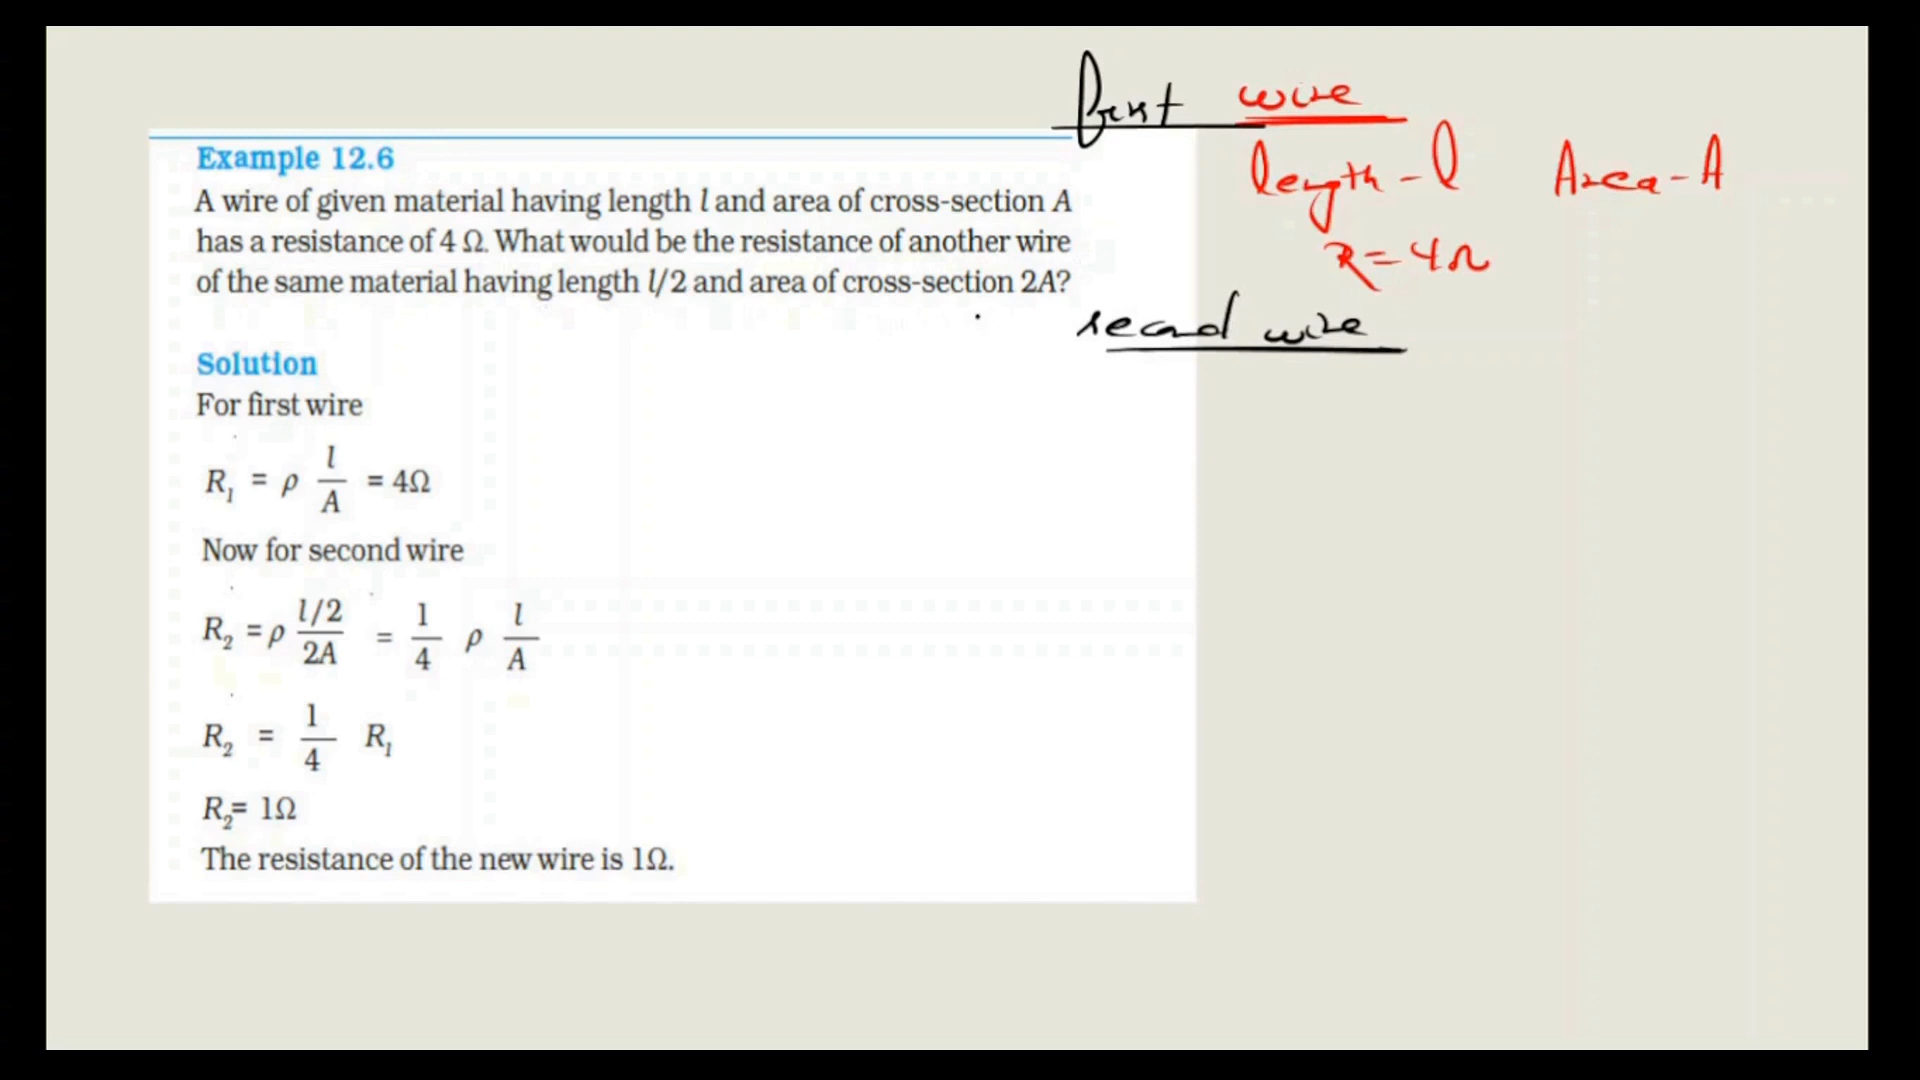 Example 12.6
A wire of given material having length l and area of cross-section A
has a resistance of 4 Ω. What would be the resistance of another wire
of the same material having length l/2 and area of cross-section 2A?
Solution
For first wire
R₁ = ρ l/A = 4Ω
Now for second wire
R₂ = ρ (l/2)/(2A) = 1/4 ρ l/A
R₂ = 1/4 R₁
R₂= 1Ω
The resistance of the new wire is 1Ω.
First wire
length - l Area - A
R = 4Ω
second wire